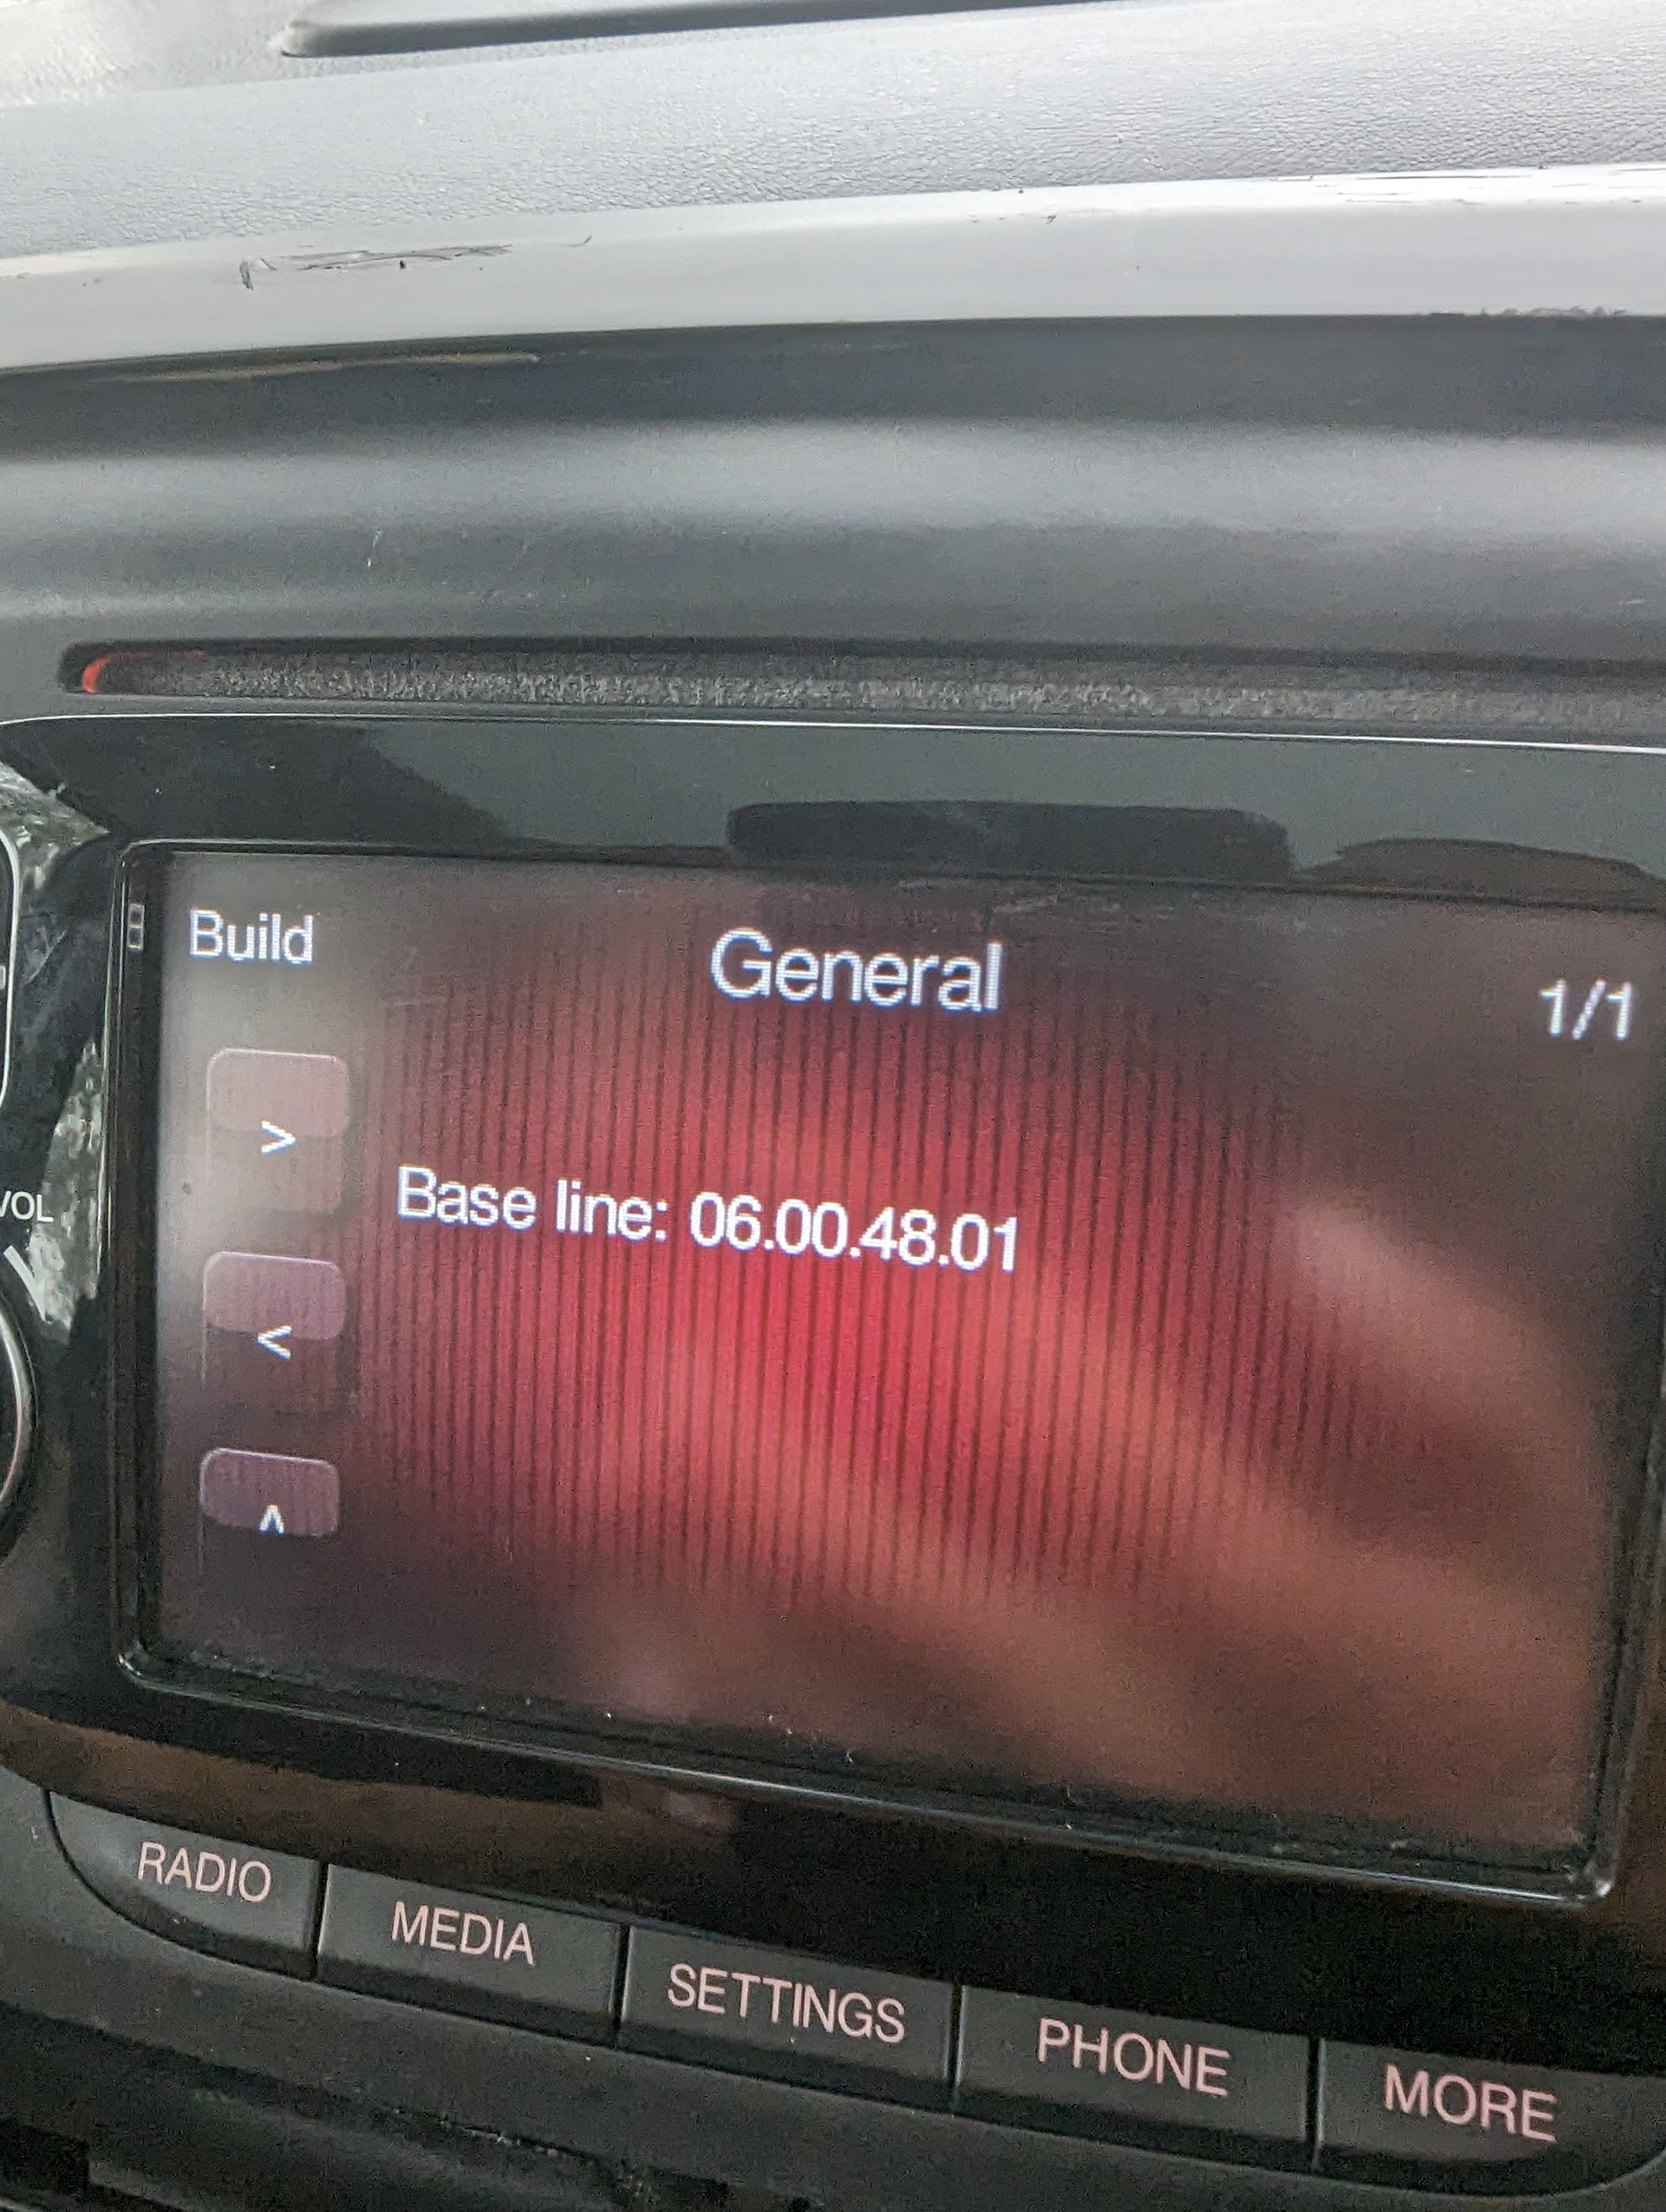 Build
General
1/1
>
Base line: 06.00.48.01
<
^
VOL
RADIO
MEDIA
SETTINGS
PHONE
MORE